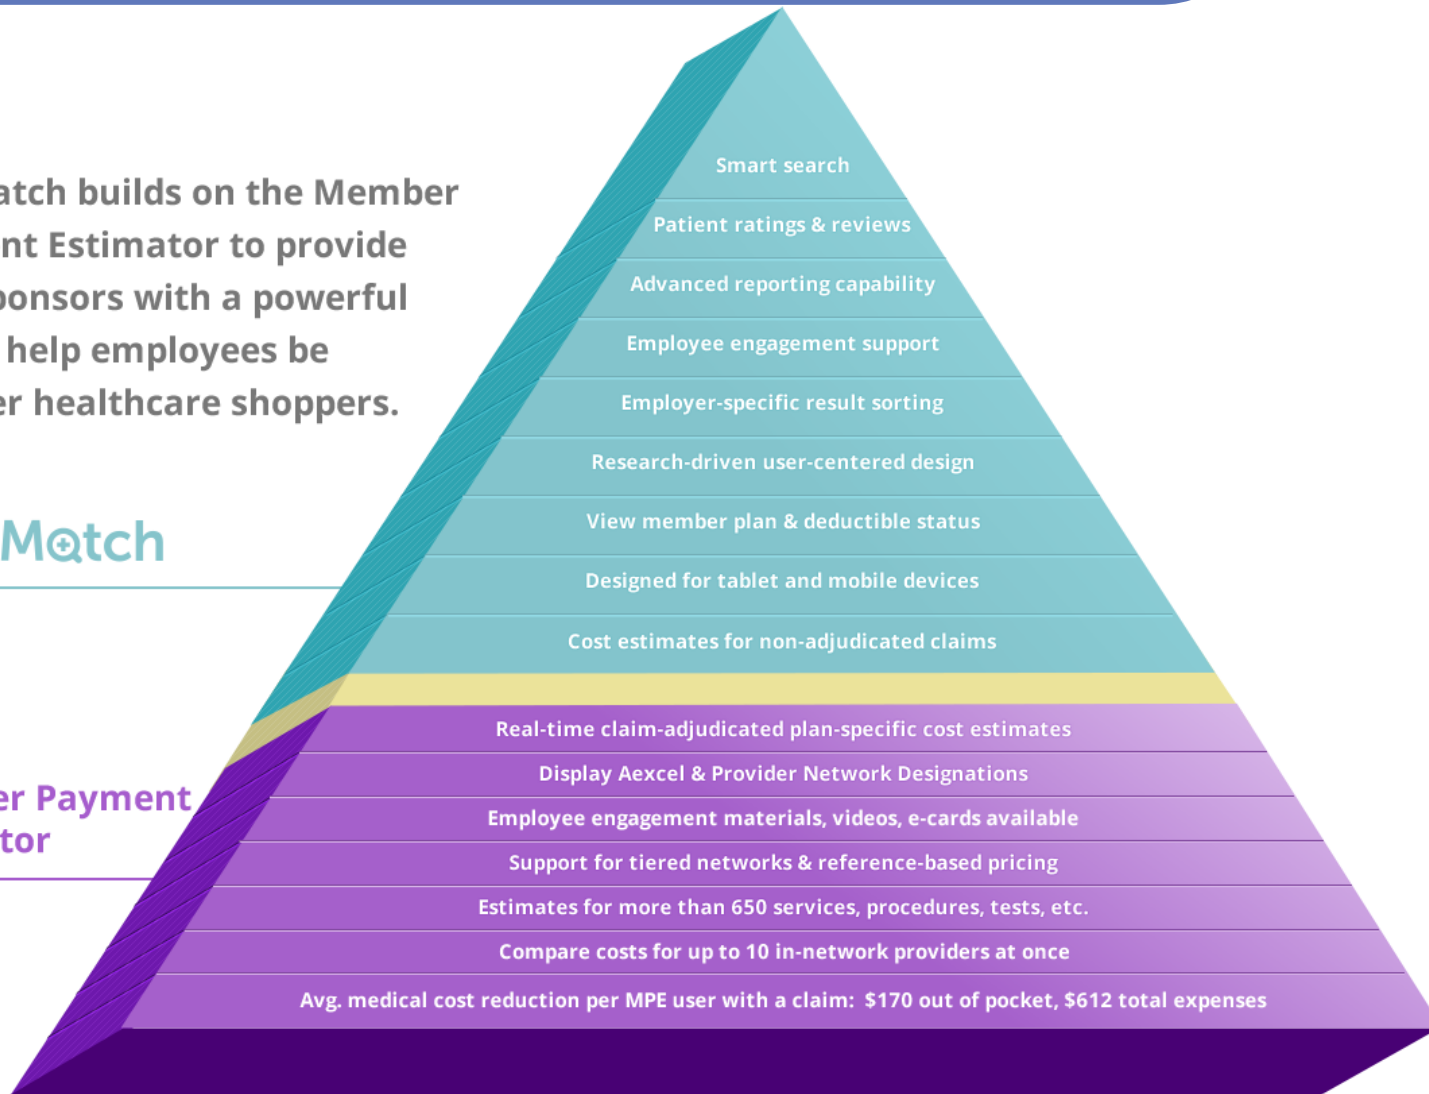 atch builds on the Member
nt Estimator to provide
ponsors with a powerful
help employees be
er healthcare shoppers.
Match
er Payment
tor
Smart search
Patient ratings & reviews
Advanced reporting capability
Employee engagement support
Employer-specific result sorting
Research-driven user-centered design
View member plan & deductible status
Designed for tablet and mobile devices
Cost estimates for non-adjudicated claims
Real-time claim-adjudicated plan-specific cost estimates
Display Aexcel & Provider Network Designations
Employee engagement materials, videos, e-cards available
Support for tiered networks & reference-based pricing
Estimates for more than 650 services, procedures, tests, etc.
Compare costs for up to 10 in-network providers at once
Avg. medical cost reduction per MPE user with a claim: $170 out of pocket, $612 total expenses